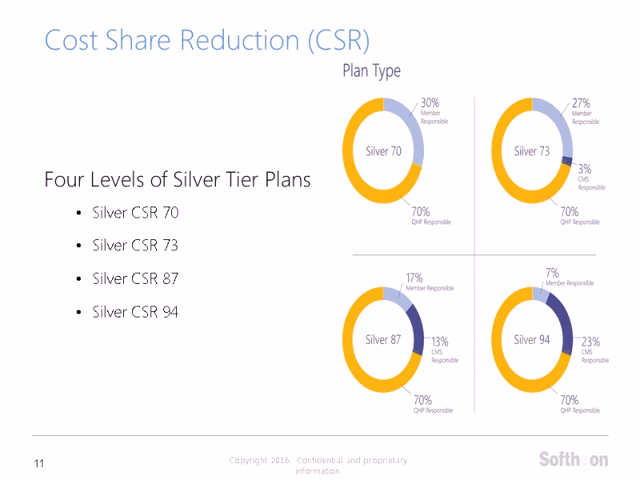 Cost Share Reduction (CSR)
Plan Type
Four Levels of Silver Tier Plans
• Silver CSR 70
• Silver CSR 73
• Silver CSR 87
• Silver CSR 94
Silver 70
30%
Member
Responsible
70%
QHP Responsible
Silver 73
27%
Member
Responsible
3%
CMS
Responsible
70%
QHP Responsible
Silver 87
17%
Member Responsible
13%
CMS
Responsible
70%
QHP Responsible
Silver 94
7%
Member Responsible
23%
CMS
Responsible
70%
QHP Responsible
11
Copyright 2016. Confidential and proprietary
information.
Softheon